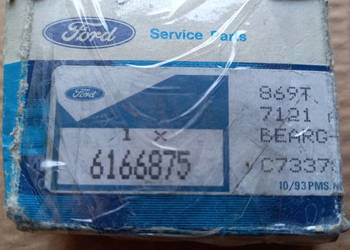 Ford
Service Parts
Ford
1 x
6166875
869T
7121
BEARG-
C7337
10/93 PMS